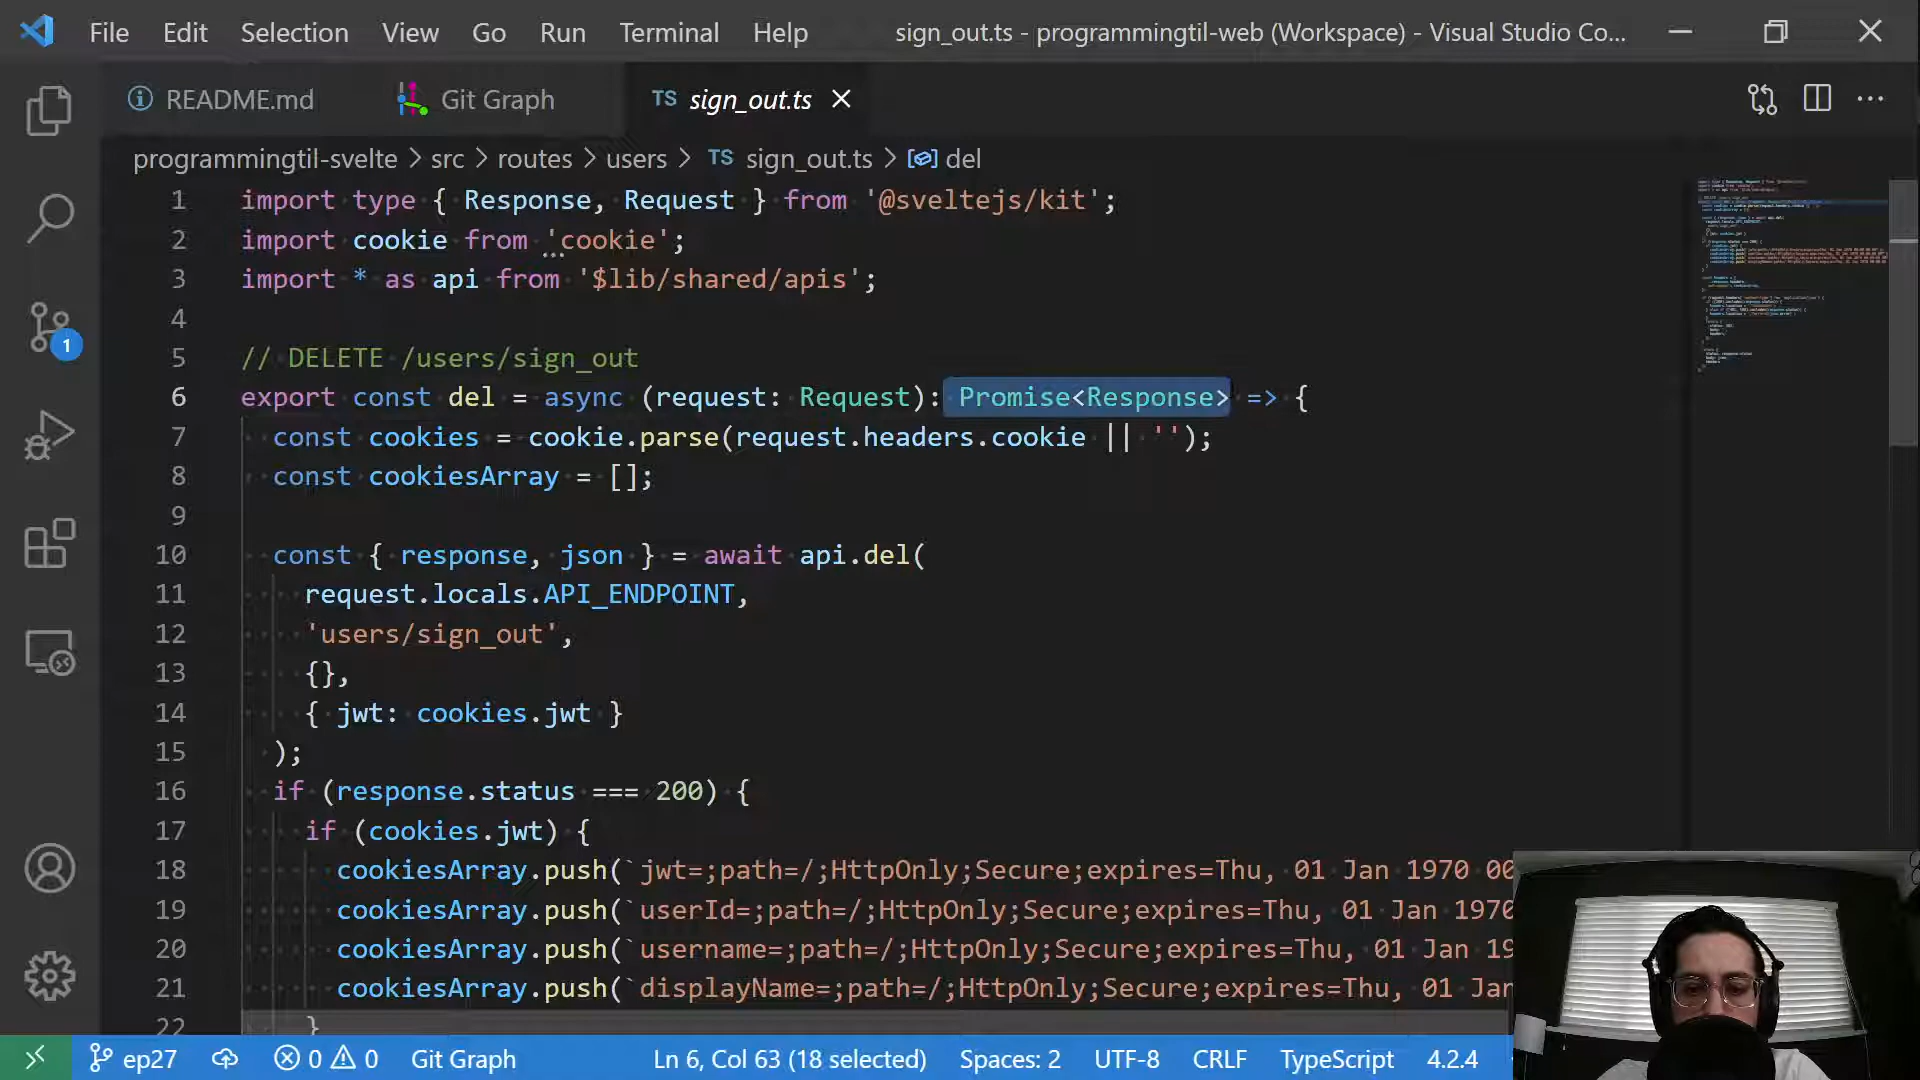 File Edit Selection View Go Run Terminal Help sign_out.ts - programmingtil-web (Workspace) - Visual Studio Co...
README.md Git Graph TS sign_out.ts
programmingtil-svelte > src > routes > users > TS sign_out.ts > del
1 import type { Response, Request } from '@sveltejs/kit';
2 import cookie from 'cookie';
3 import * as api from '$lib/shared/apis';
4
5 // DELETE /users/sign_out
6 export const del = async (request: Request): Promise<Response> => {
7 const cookies = cookie.parse(request.headers.cookie || '');
8 const cookiesArray = [];
9
10 const { response, json } = await api.del(
11 request.locals.API_ENDPOINT,
12 'users/sign_out',
13 {},
14 { jwt: cookies.jwt }
15 );
16 if (response.status === 200) {
17 if (cookies.jwt) {
18 cookiesArray.push(`jwt=;path=/;HttpOnly;Secure;expires=Thu, 01 Jan 1970 00
19 cookiesArray.push(`userId=;path=/;HttpOnly;Secure;expires=Thu, 01 Jan 1970
20 cookiesArray.push(`username=;path=/;HttpOnly;Secure;expires=Thu, 01 Jan 19
21 cookiesArray.push(`displayName=;path=/;HttpOnly;Secure;expires=Thu, 01 Jan
22 }
1
ep27 0 0 Git Graph Ln 6, Col 63 (18 selected) Spaces: 2 UTF-8 CRLF TypeScript 4.2.4